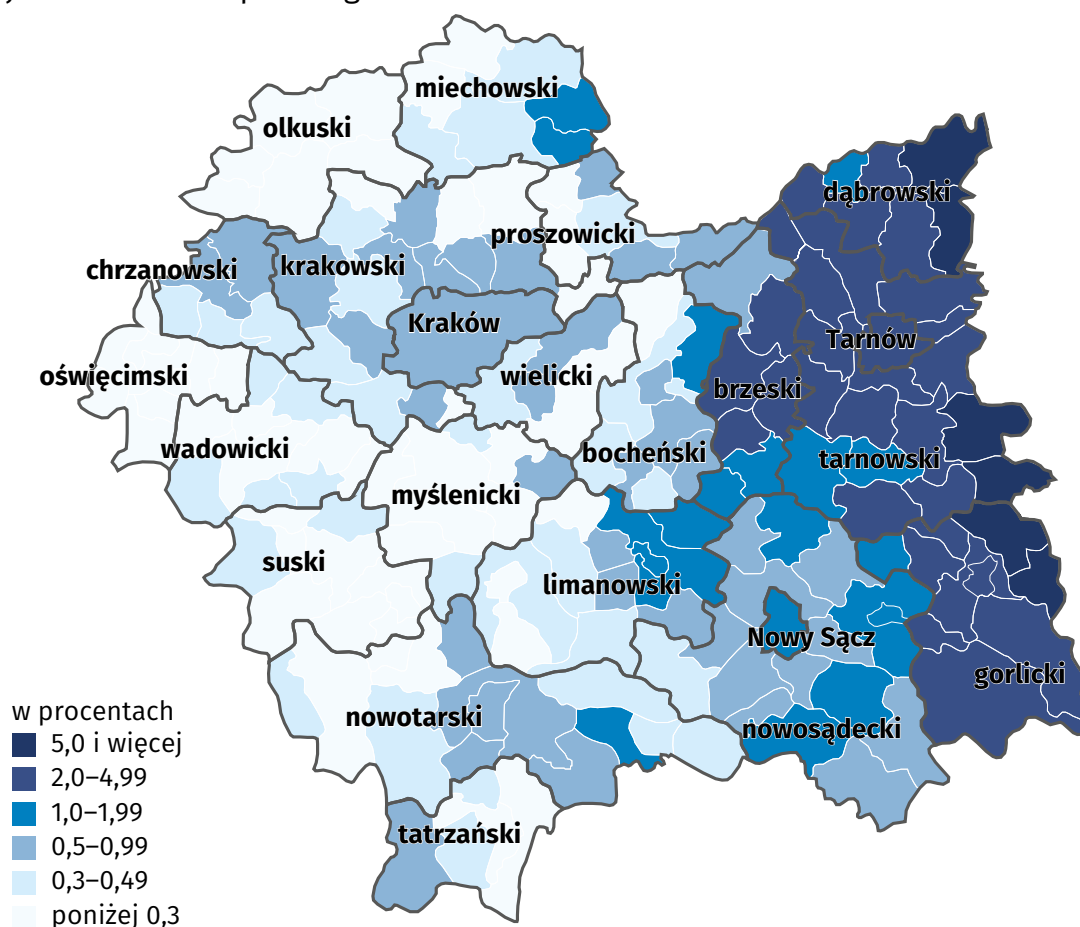 miechowski
olkuski
dąbrowski
proszowicki
chrzanowski
krakowski
Kraków
Tarnów
oświęcimski
wielicki
brzeski
wadowicki
bocheński
tarnowski
myślenicki
suski
limanowski
Nowy Sącz
gorlicki
nowotarski
nowosądecki
tatrzański
w procentach
5,0 i więcej
2,0–4,99
1,0–1,99
0,5–0,99
0,3–0,49
poniżej 0,3